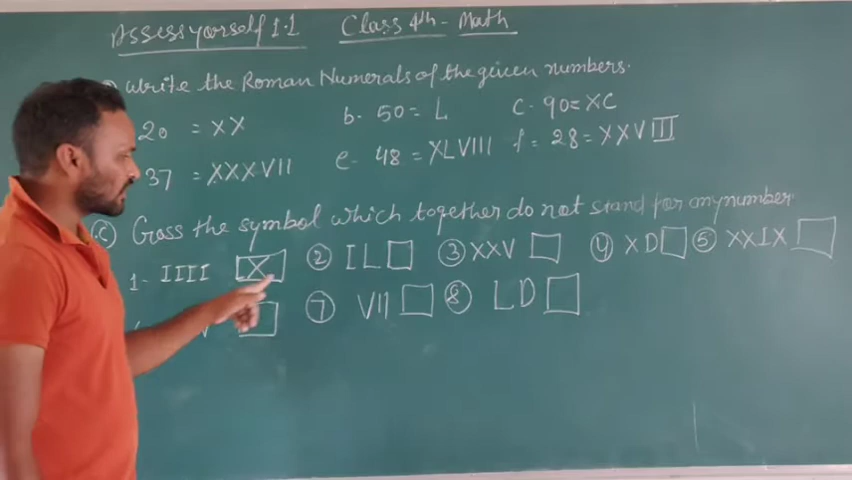 Assess yorself 1.1 Class 4th - Math
write the Roman Numerals of the given numbers.
20 = XX b- 50 = L c- 90 = XC
37 = XXXVII e- 48 = XLVIII f = 28 = XXVIII
C Cross the symbol which together do not stand for any number.
1- IIII X 2 IL 3 XXV 4 XD 5 XXIX
V 7 VII 8 LD